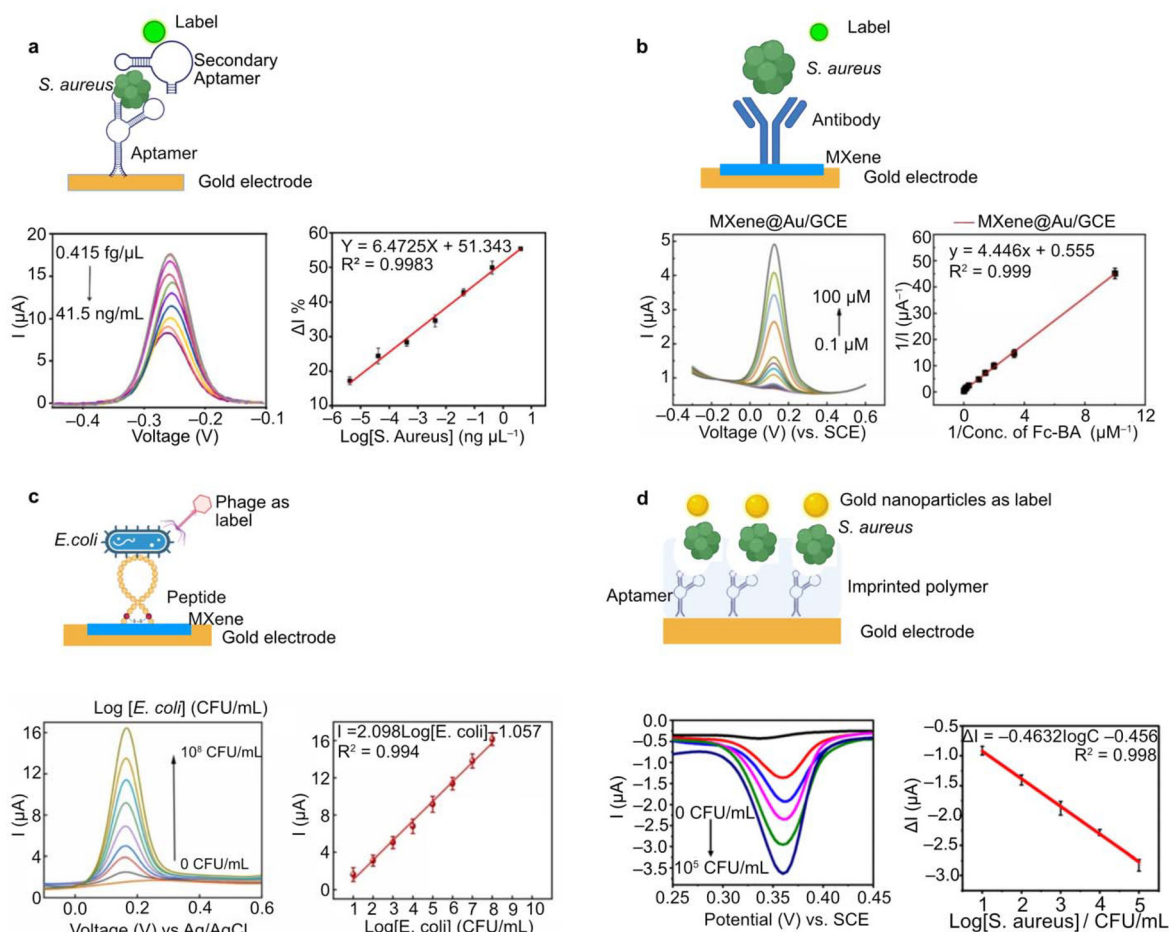 a
Label
Secondary
Aptamer
S. aureus
Aptamer
Gold electrode
20
15
10
5
0
I (µA)
0.415 fg/µL
41.5 ng/mL
–0.4
–0.3
–0.2
–0.1
Voltage (V)
60
50
40
30
20
10
ΔI %
Y = 6.4725X + 51.343
R² = 0.9983
–6
–5
–4
–3
–2
–1
0
1
Log[S. Aureus] (ng µL⁻¹)
b
Label
S. aureus
Antibody
MXene
Gold electrode
MXene@Au/GCE
5
4
3
2
1
I (µA)
100 µM
0.1 µM
–0.2
0.0
0.2
0.4
0.6
Voltage (V) (vs. SCE)
MXene@Au/GCE
60
50
40
30
20
10
0
1/I (µA⁻¹)
y = 4.446x + 0.555
R² = 0.999
0
4
8
12
1/Conc. of Fc-BA (µM⁻¹)
c
Phage as
label
E.coli
Peptide
MXene
Gold electrode
Log [E. coli] (CFU/mL)
16
12
8
4
0
I (µA)
10⁸ CFU/mL
0 CFU/mL
0.0
0.2
0.4
0.6
Voltage (V) vs Ag/AgCl
16
12
8
4
0
I (µA)
I =2.098Log[E. coli]–1.057
R² = 0.994
1 2 3 4 5 6 7 8 9 10
Log[E. coli] (CFU/mL)
d
Gold nanoparticles as label
S. aureus
Aptamer
Imprinted polymer
Gold electrode
0.0
–0.5
–1.0
–1.5
–2.0
–2.5
–3.0
–3.5
I (µA)
0 CFU/mL
10⁵ CFU/mL
0.25
0.30
0.35
0.40
0.45
Potential (V) vs. SCE
–0.5
–1.0
–1.5
–2.0
–2.5
–3.0
ΔI (µA)
ΔI = –0.4632logC –0.456
R² = 0.998
1 2 3 4 5
Log[S. aureus] / CFU/mL